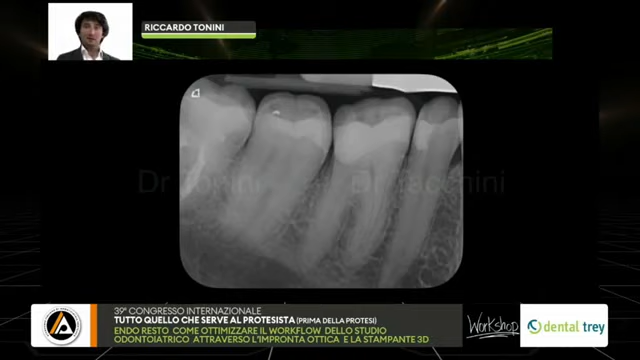 RICCARDO TONINI
Dr Tonini Dr Bacchini
39° CONGRESSO INTERNAZIONALE
TUTTO QUELLO CHE SERVE AL PROTESISTA (PRIMA DELLA PROTESI)
ENDO RESTO COME OTTIMIZZARE IL WORKFLOW DELLO STUDIO
ODONTOIATRICO ATTRAVERSO L'IMPRONTA OTTICA E LA STAMPANTE 3D
Workshop
dental trey